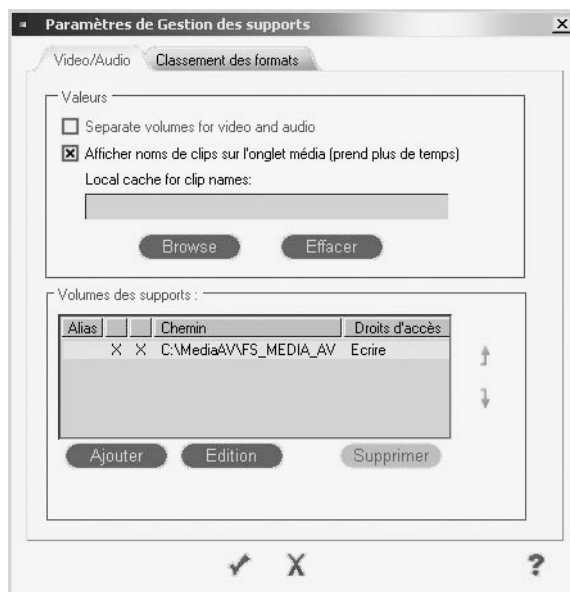 Paramètres de Gestion des supports
Video/Audio
Classement des formats
Valeurs
Separate volumes for video and audio
Afficher noms de clips sur l'onglet média (prend plus de temps)
Local cache for clip names:
Browse
Effacer
Volumes des supports :
Alias Chemin Droits d'accès
X X C:\MediaAV\FS_MEDIA_AV Ecrire
Ajouter
Edition
Supprimer
?